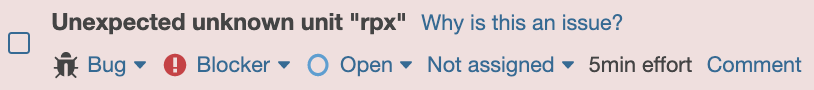 Unexpected unknown unit "rpx" Why is this an issue?
Bug Blocker Open Not assigned 5min effort Comment